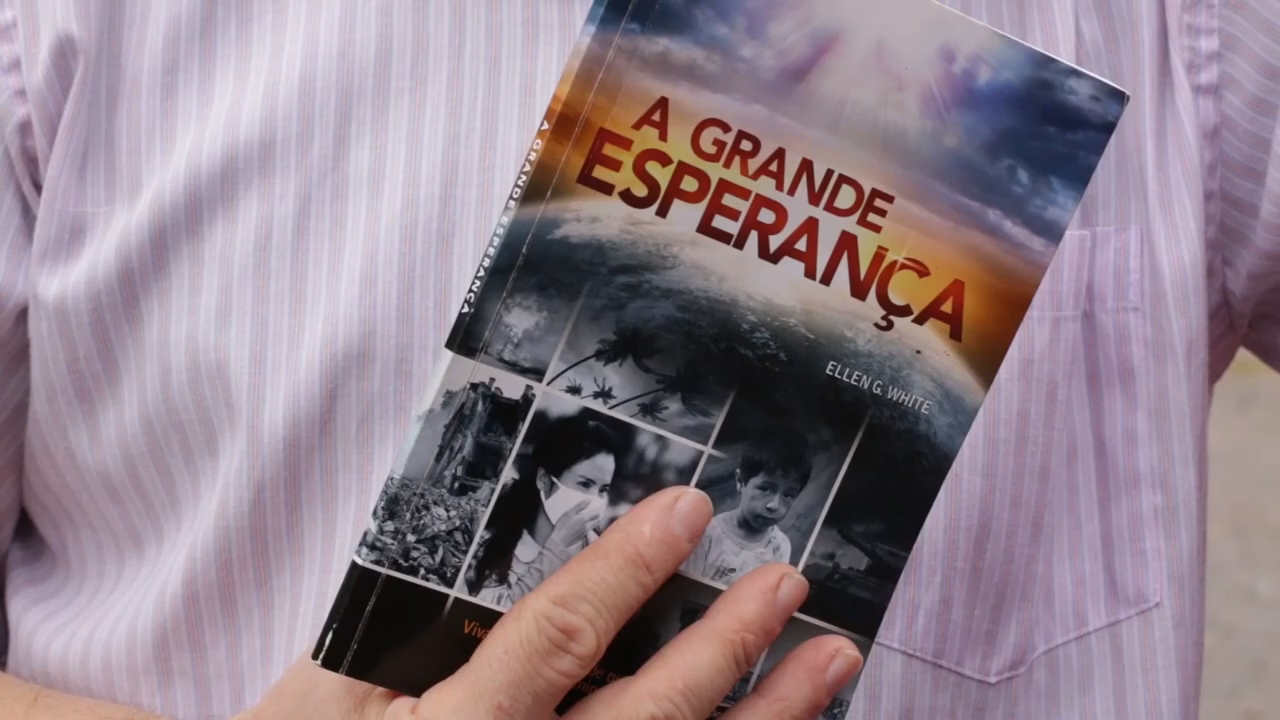 A GRANDE
ESPERANÇA
ELLEN G. WHITE
A GRANDE ESPERANÇA